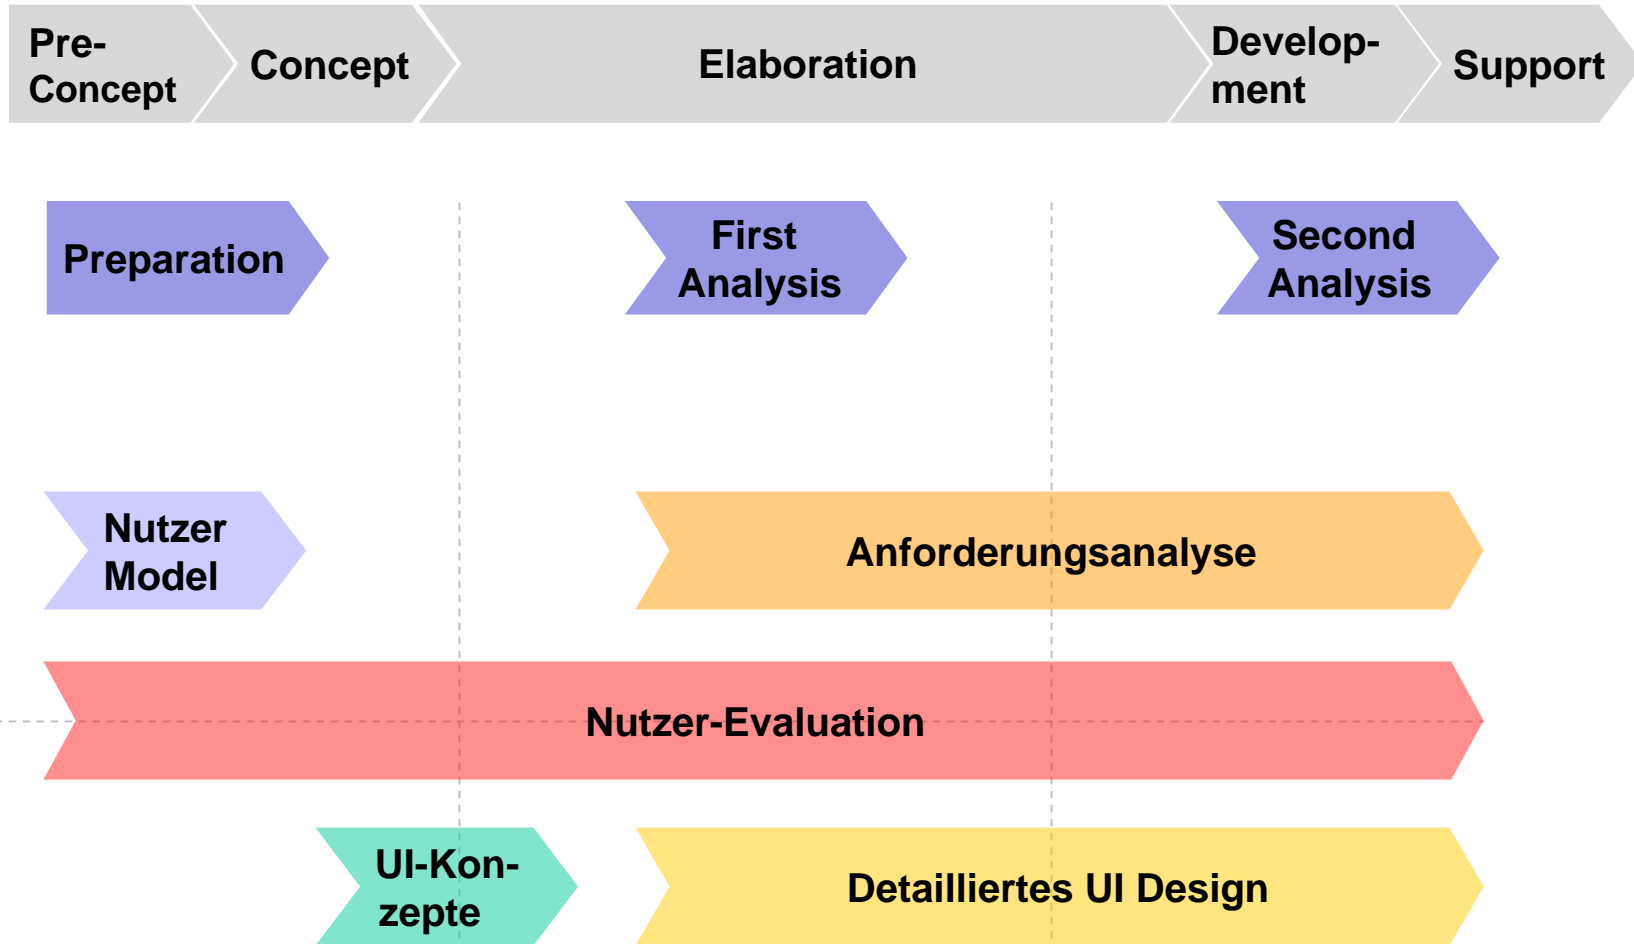 Pre-
Concept
Concept
Elaboration
Develop-
ment
Support
Preparation
First
Analysis
Second
Analysis
Nutzer
Model
Anforderungsanalyse
Nutzer-Evaluation
UI-Kon-
zepte
Detailliertes UI Design